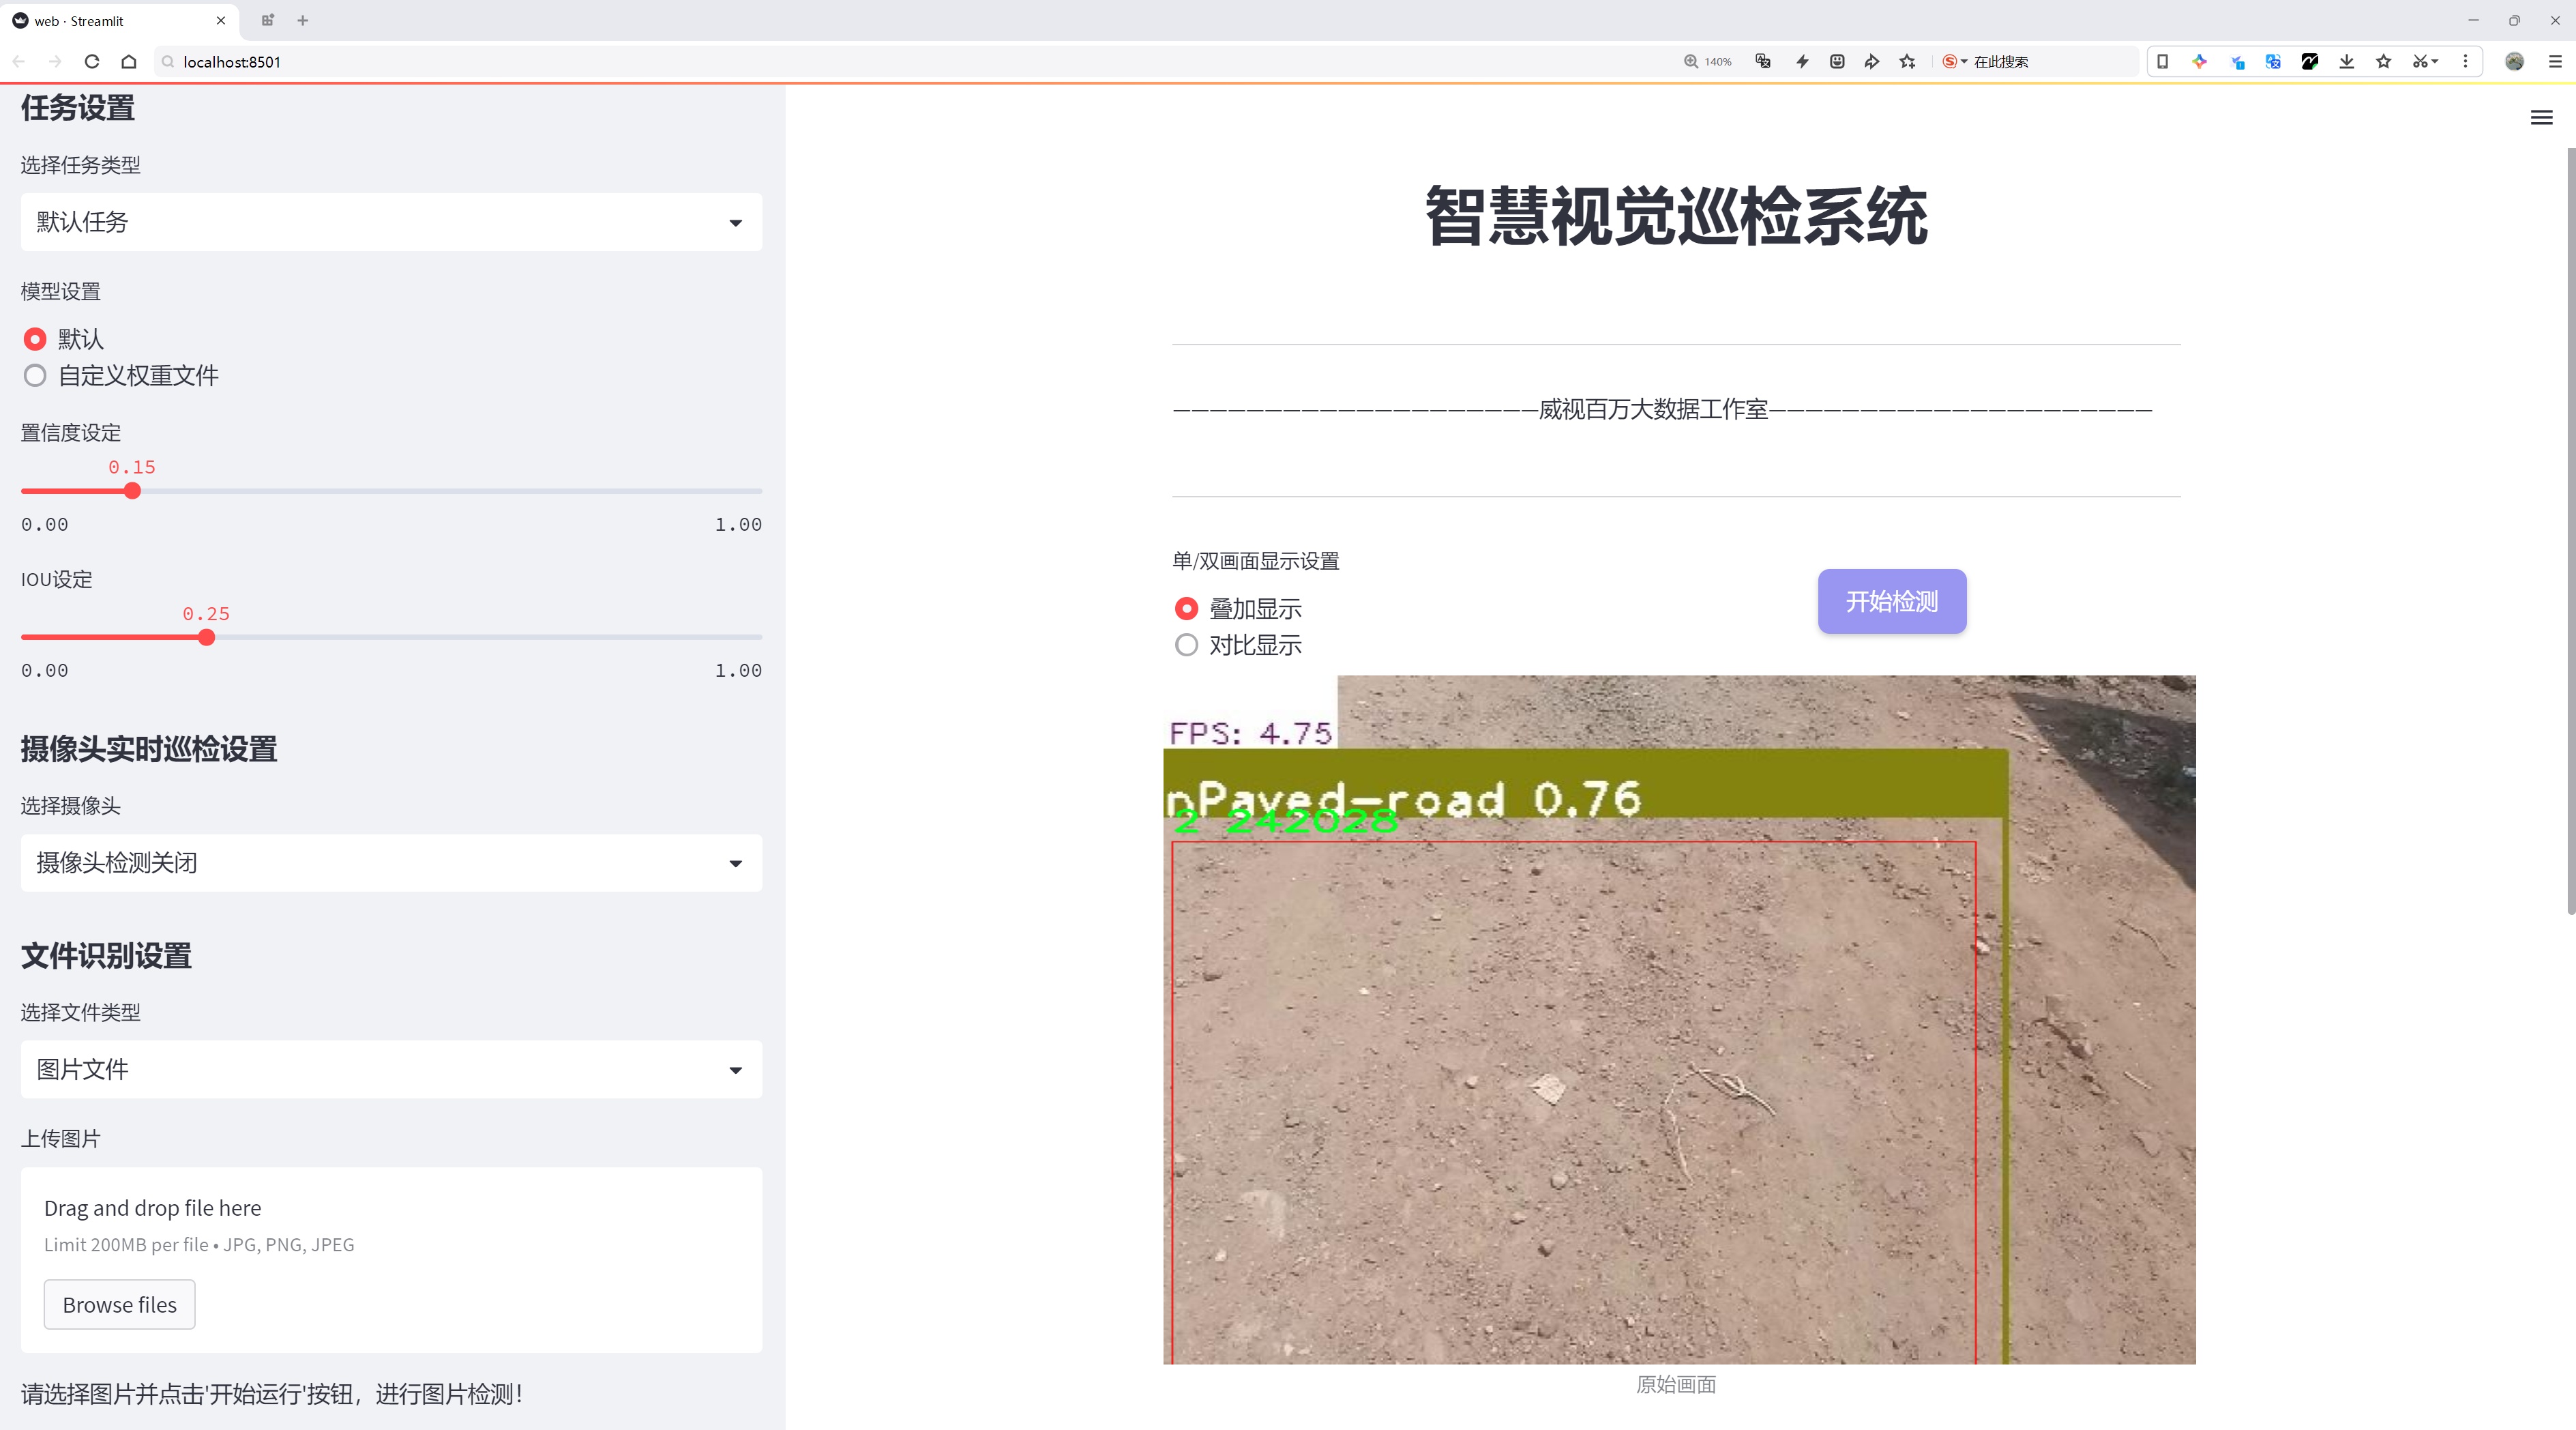 web · Streamlit
localhost:8501
140%
在此搜索
任务设置
选择任务类型
默认任务
模型设置
默认
自定义权重文件
置信度设定
0.15
0.00 1.00
IOU设定
0.25
0.00 1.00
摄像头实时巡检设置
选择摄像头
摄像头检测关闭
文件识别设置
选择文件类型
图片文件
上传图片
Drag and drop file here
Limit 200MB per file • JPG, PNG, JPEG
Browse files
请选择图片并点击'开始运行'按钮，进行图片检测！
智慧视觉巡检系统
————————————————————威视百万大数据工作室—————————————————————
单/双画面显示设置
叠加显示
对比显示
开始检测
FPS: 4.75
nPaved-road 0.76
2 242028
原始画面